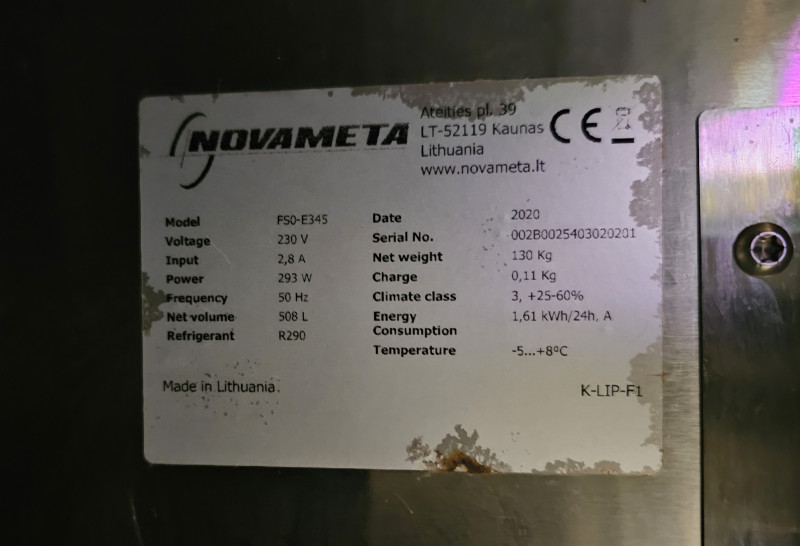 NOVAMETA
Ateities pl. 39
LT-52119 Kaunas
Lithuania
www.novameta.lt
CE
Model FS0-E345
Voltage 230 V
Input 2,8 A
Power 293 W
Frequency 50 Hz
Net volume 508 L
Refrigerant R290
Date 2020
Serial No. 002B0025403020201
Net weight 130 Kg
Charge 0,11 Kg
Climate class 3, +25-60%
Energy 1,61 kWh/24h, A
Consumption
Temperature -5...+8ºC
Made in Lithuania.
K-LIP-F1